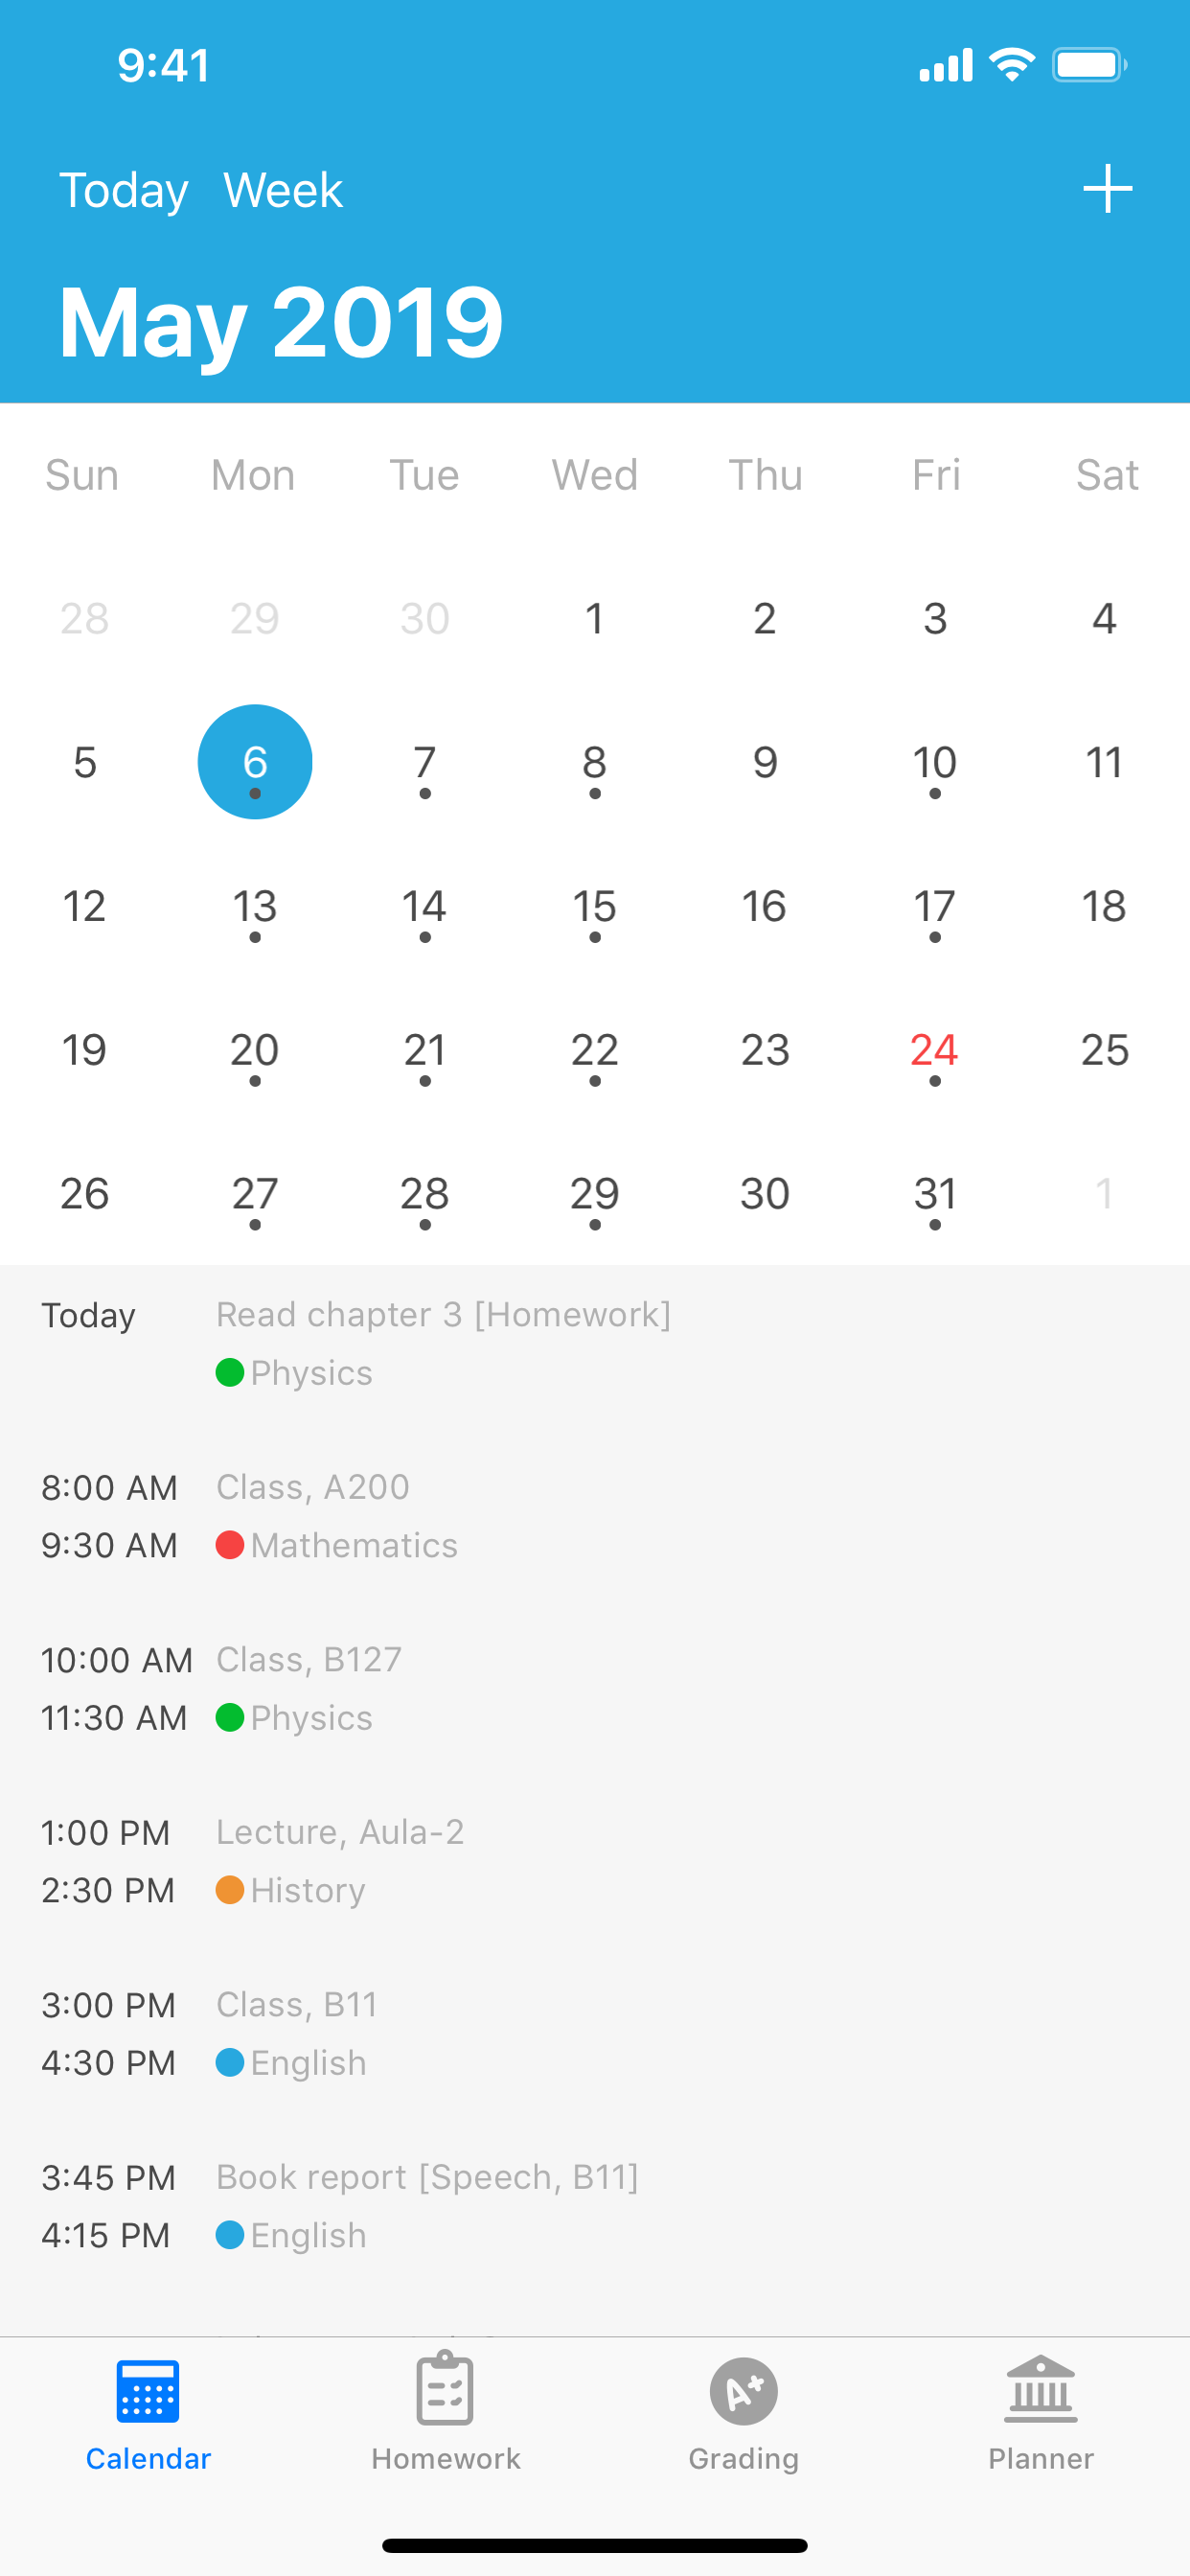 9:41
Today Week
May 2019
Sun Mon Tue Wed Thu Fri Sat
28 29 30 1 2 3 4
5 6 7 8 9 10 11
12 13 14 15 16 17 18
19 20 21 22 23 24 25
26 27 28 29 30 31 1
Today Read chapter 3 [Homework]
Physics
8:00 AM Class, A200
9:30 AM Mathematics
10:00 AM Class, B127
11:30 AM Physics
1:00 PM Lecture, Aula-2
2:30 PM History
3:00 PM Class, B11
4:30 PM English
3:45 PM Book report [Speech, B11]
4:15 PM English
A+
Calendar Homework Grading Planner